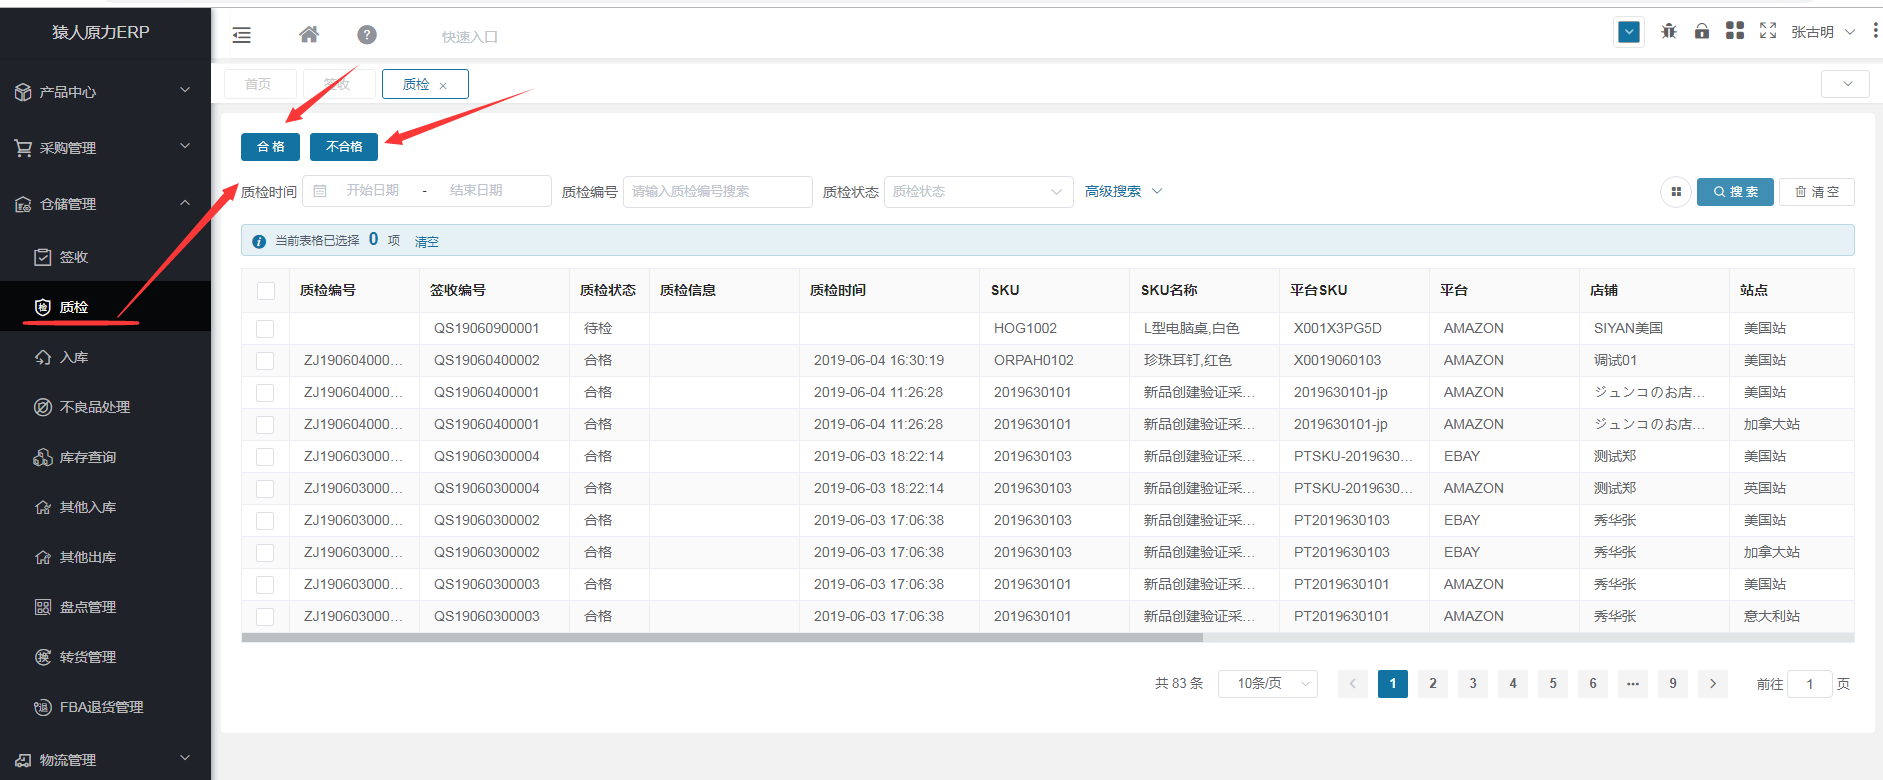 猿人原力ERP
快速入口
张古明
产品中心
采购管理
仓储管理
签收
质检
入库
不良品处理
库存查询
其他入库
其他出库
盘点管理
转货管理
FBA退货管理
物流管理
首页 签收 质检 ×
合 格 不合格
质检时间 开始日期 - 结束日期 质检编号 请输入质检编号搜索 质检状态 质检状态 高级搜索 搜 索 清 空
当前表格已选择 0 项 清空
质检编号 签收编号 质检状态 质检信息 质检时间 SKU SKU名称 平台SKU 平台 店铺 站点
QS19060900001 待检 HOG1002 L型电脑桌,白色 X001X3PG5D AMAZON SIYAN美国 美国站
ZJ190604000... QS19060400002 合格 2019-06-04 16:30:19 ORPAH0102 珍珠耳钉,红色 X0019060103 AMAZON 调试01 美国站
ZJ190604000... QS19060400001 合格 2019-06-04 11:26:28 2019630101 新品创建验证采... 2019630101-jp AMAZON ジュンコのお店... 美国站
ZJ190604000... QS19060400001 合格 2019-06-04 11:26:28 2019630101 新品创建验证采... 2019630101-jp AMAZON ジュンコのお店... 加拿大站
ZJ190603000... QS19060300004 合格 2019-06-03 18:22:14 2019630103 新品创建验证采... PTSKU-2019630... EBAY 测试郑 美国站
ZJ190603000... QS19060300004 合格 2019-06-03 18:22:14 2019630103 新品创建验证采... PTSKU-2019630... AMAZON 测试郑 英国站
ZJ190603000... QS19060300002 合格 2019-06-03 17:06:38 2019630103 新品创建验证采... PT2019630103 EBAY 秀华张 美国站
ZJ190603000... QS19060300002 合格 2019-06-03 17:06:38 2019630103 新品创建验证采... PT2019630103 EBAY 秀华张 加拿大站
ZJ190603000... QS19060300003 合格 2019-06-03 17:06:38 2019630101 新品创建验证采... PT2019630101 AMAZON 秀华张 美国站
ZJ190603000... QS19060300003 合格 2019-06-03 17:06:38 2019630101 新品创建验证采... PT2019630101 AMAZON 秀华张 意大利站
共 83 条 10条/页 1 2 3 4 5 6 ... 9 前往 1 页